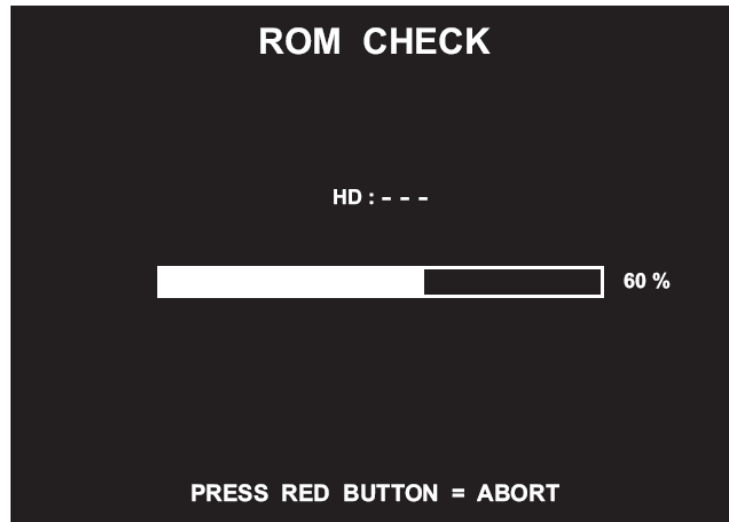 ROM CHECK
HD : - - -
60 %
PRESS RED BUTTON = ABORT